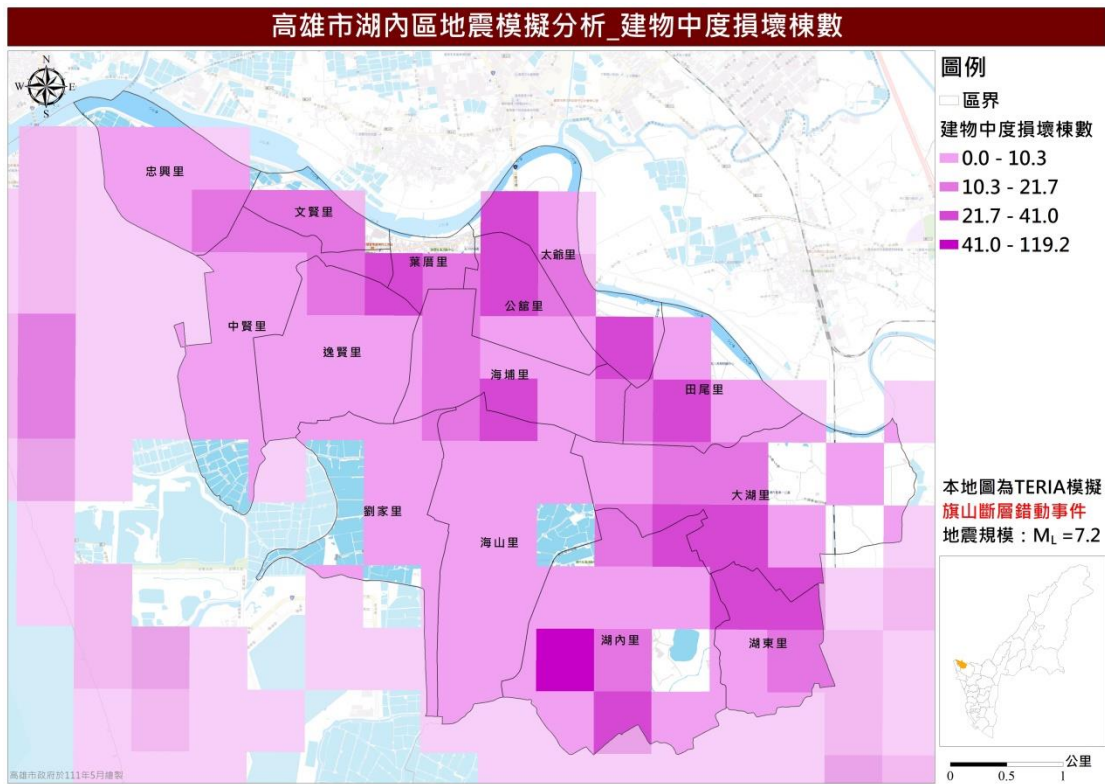 高雄市湖內區地震模擬分析_建物中度損壞棟數
N
W
E
S
圖例
區界
建物中度損壞棟數
0.0 - 10.3
10.3 - 21.7
21.7 - 41.0
41.0 - 119.2
忠興里
文賢里
葉厝里
太爺里
公舘里
中賢里
逸賢里
海埔里
田尾里
大湖里
劉家里
海山里
湖內里
湖東里
本地圖為TERIA模擬
旗山斷層錯動事件
地震規模：ML =7.2
公里
0 0.5 1
高雄市政府於111年5月繪製